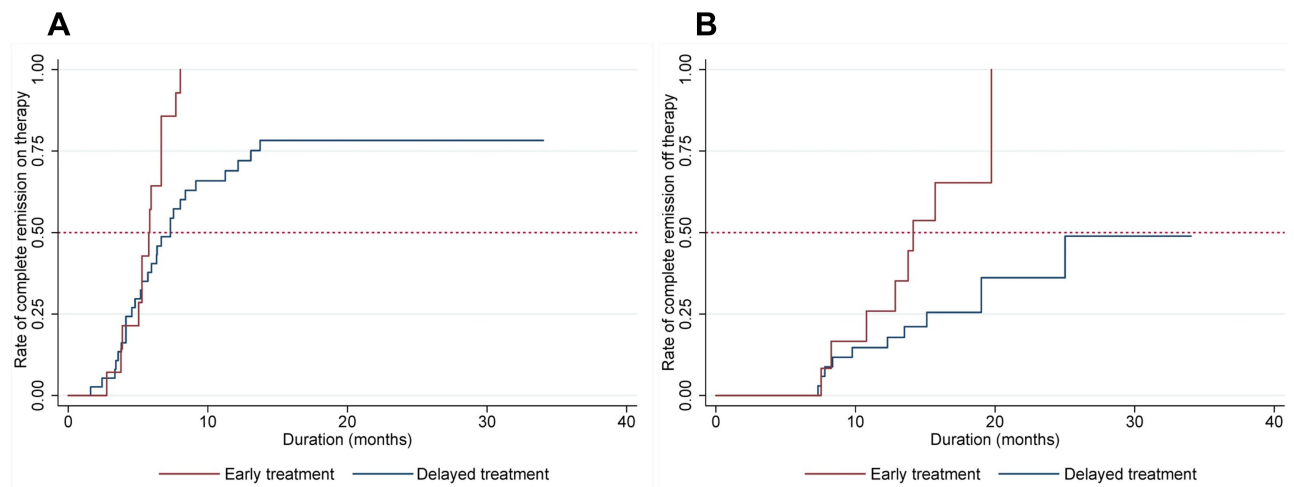 A
Rate of complete remission on therapy
1.00
0.75
0.50
0.25
0.00
0 10 20 30 40
Duration (months)
Early treatment Delayed treatment
B
Rate of complete remission off therapy
1.00
0.75
0.50
0.25
0.00
0 10 20 30 40
Duration (months)
Early treatment Delayed treatment